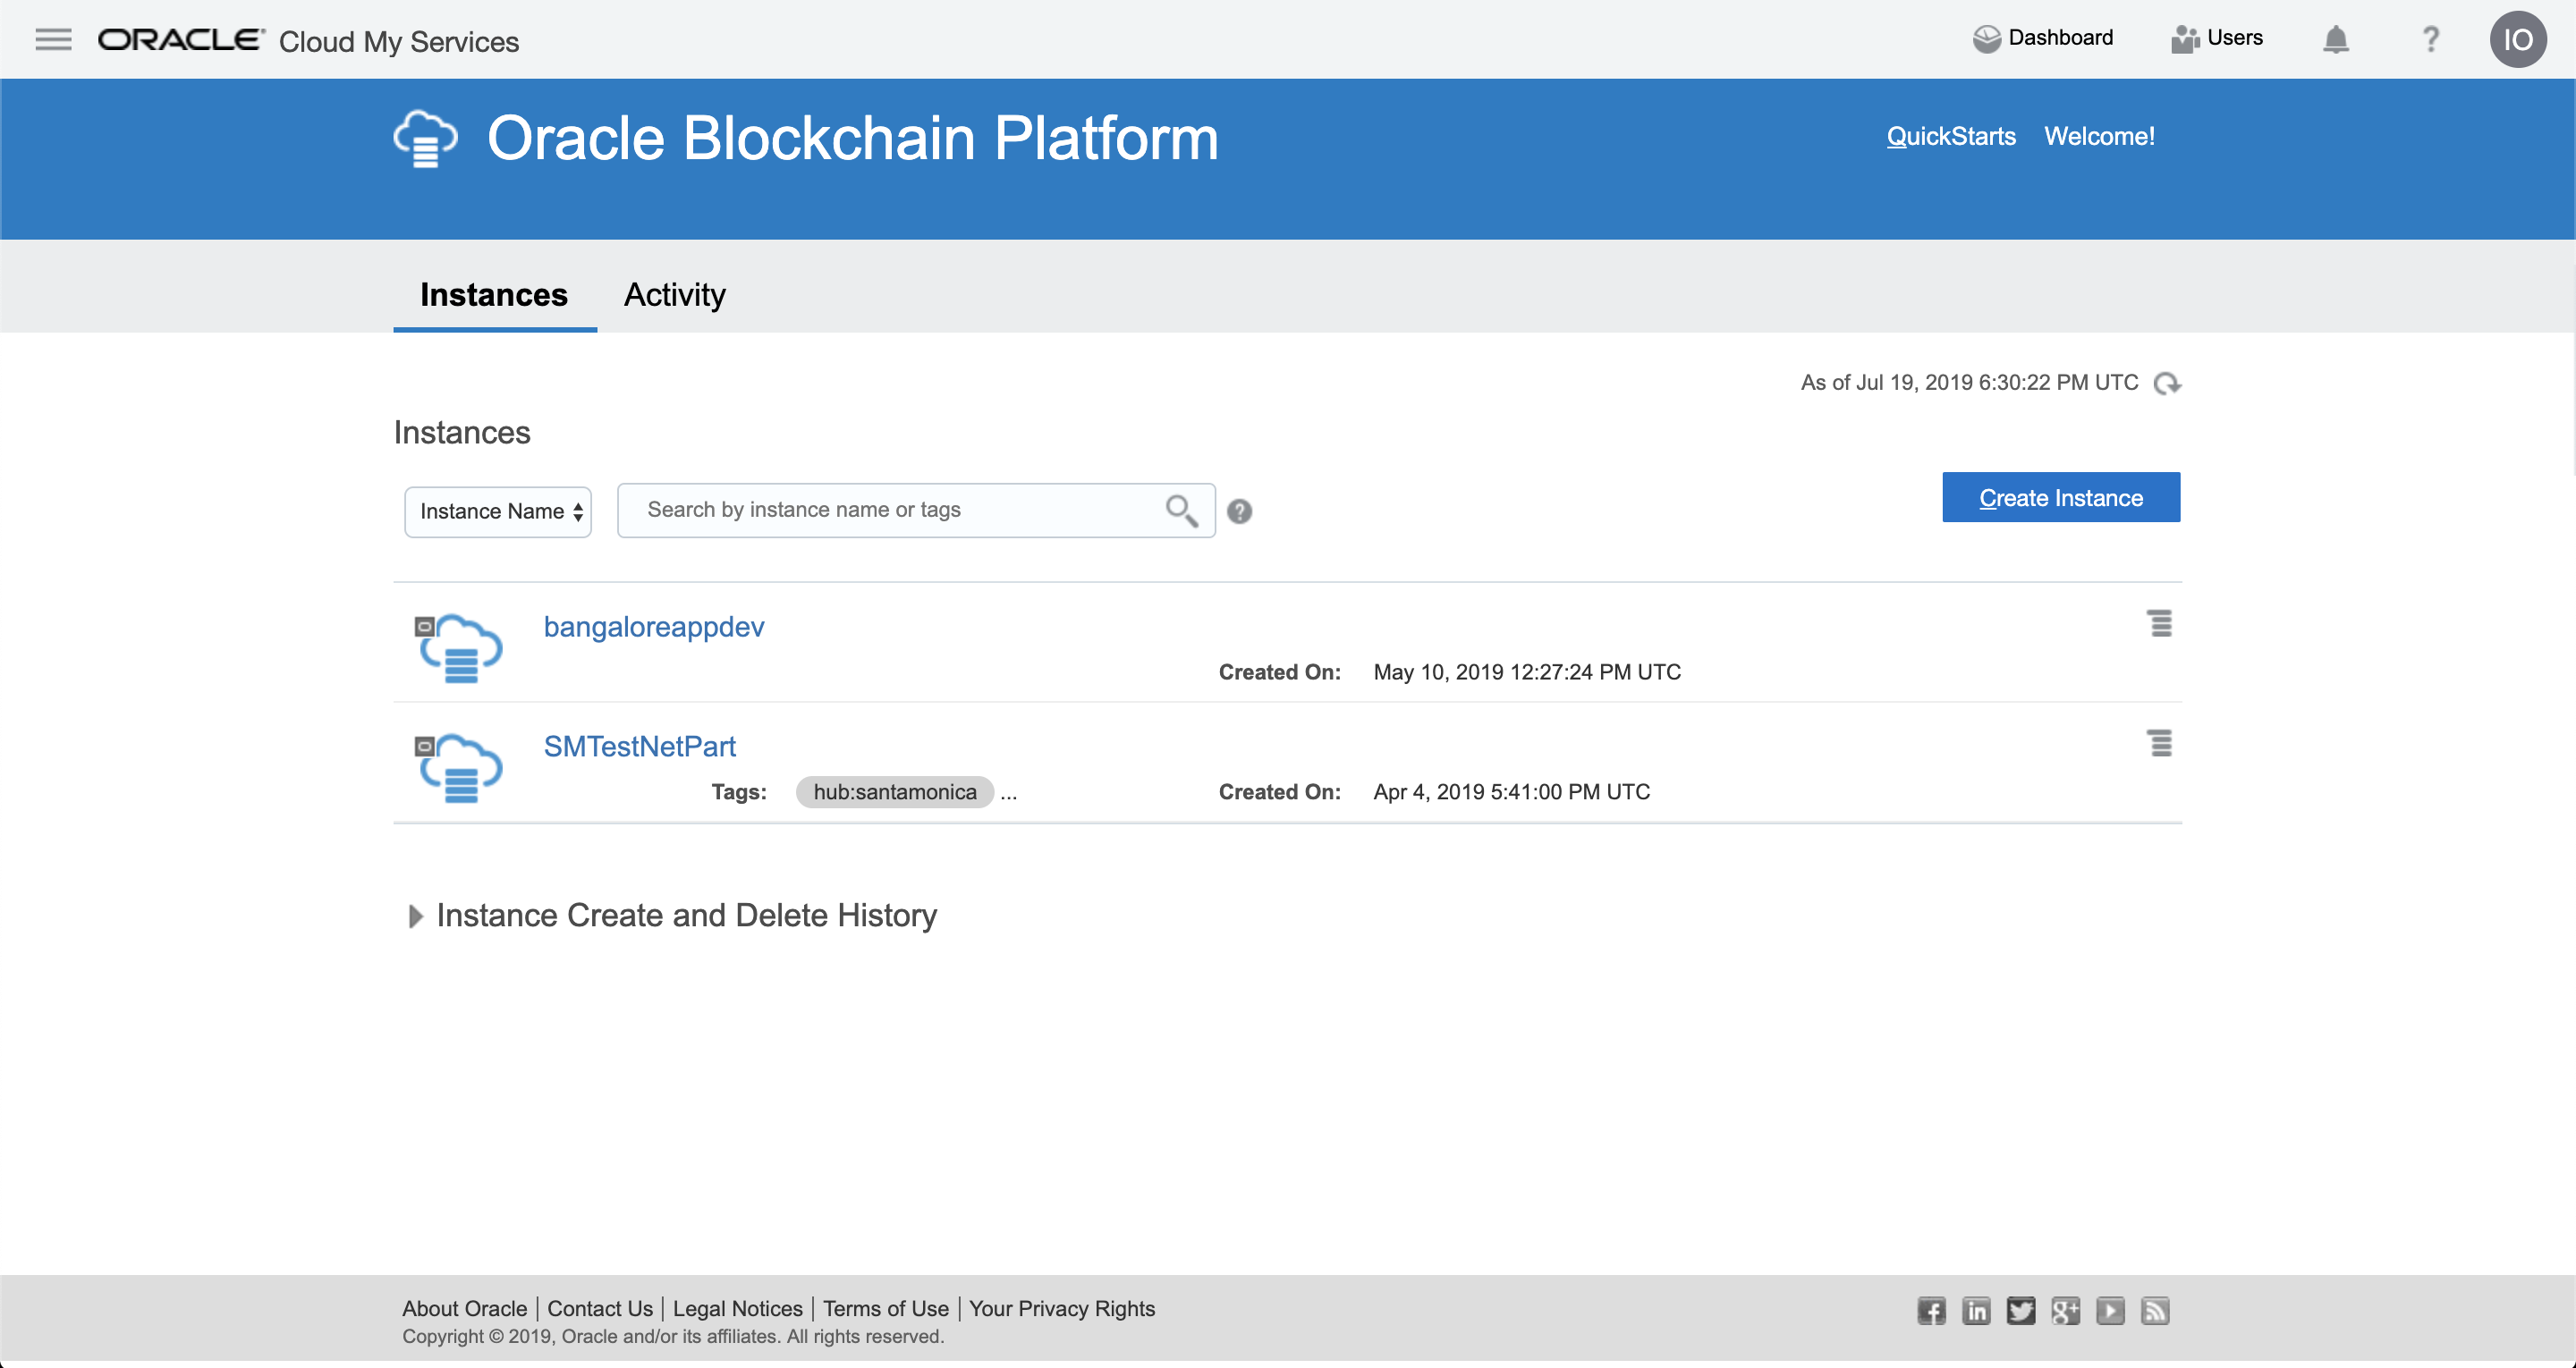 ORACLE® Cloud My Services
Dashboard
Users
?
IO
Oracle Blockchain Platform
QuickStarts
Welcome!
Instances
Activity
As of Jul 19, 2019 6:30:22 PM UTC
Instances
Instance Name
Search by instance name or tags
?
Create Instance
bangaloreappdev
Created On: May 10, 2019 12:27:24 PM UTC
SMTestNetPart
Tags: hub:santamonica ...
Created On: Apr 4, 2019 5:41:00 PM UTC
Instance Create and Delete History
About Oracle | Contact Us | Legal Notices | Terms of Use | Your Privacy Rights
Copyright © 2019, Oracle and/or its affiliates. All rights reserved.